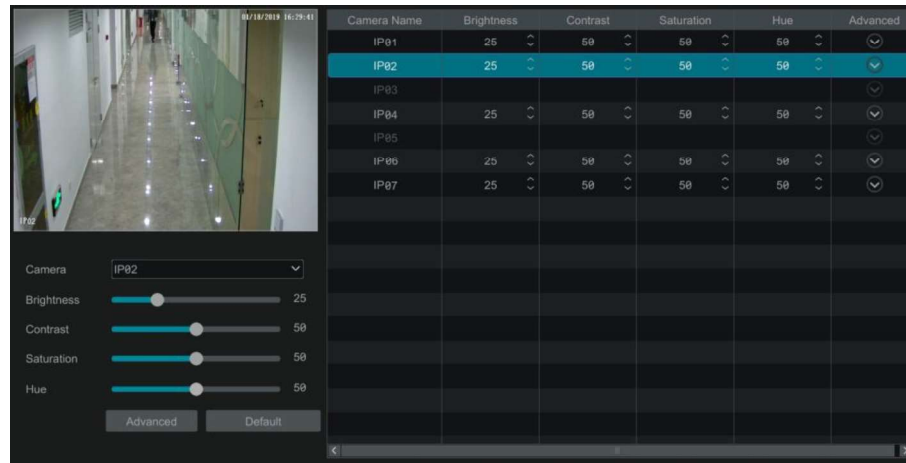 01/18/2019 16:29:41
IP02
Camera IP02
Brightness 25
Contrast 50
Saturation 50
Hue 50
Advanced Default
Camera Name Brightness Contrast Saturation Hue Advanced
IP01 25 50 50 50
IP02 25 50 50 50
IP03
IP04 25 50 50 50
IP05
IP06 25 50 50 50
IP07 25 50 50 50